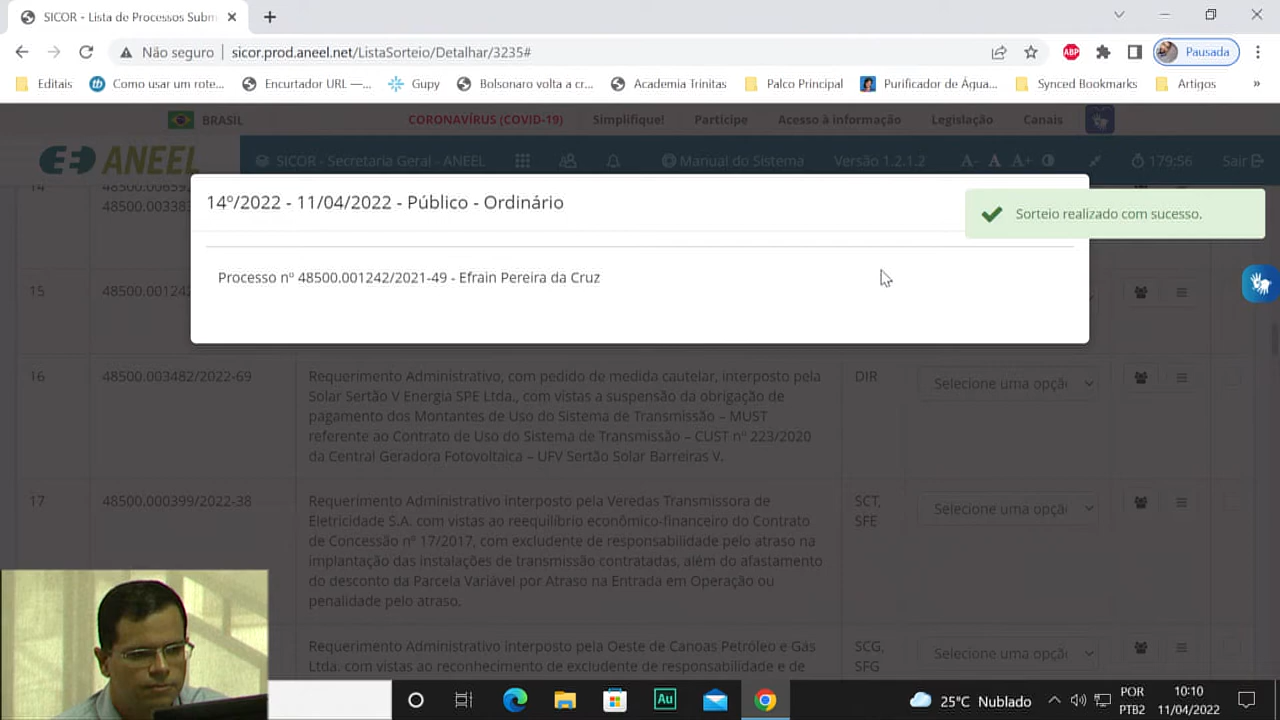 SICOR - Lista de Processos Subm
Não seguro
sicor.prod.aneel.net/ListaSorteio/Detalhar/3235#
ABP
Pausada
Editais
Como usar um rote...
Encurtador URL —...
Gupy
Bolsonaro volta a cr...
Academia Trinitas
Palco Principal
Purificador de Água...
Synced Bookmarks
Artigos
»
BRASIL
CORONAVÍRUS (COVID-19)
Simplifique!
Participe
Acesso à informação
Legislação
Canais
ANEEL
SICOR - Secretaria Geral - ANEEL
Manual do Sistema
Versão 1.2.1.2
A-
A
A+
179:56
Sair
14º/2022 - 11/04/2022 - Público - Ordinário
Sorteio realizado com sucesso.
Processo nº 48500.001242/2021-49 - Efrain Pereira da Cruz
14
48500.00338
15
48500.001242
16
48500.003482/2022-69
Requerimento Administrativo, com pedido de medida cautelar, interposto pela
Solar Sertão V Energia SPE Ltda., com vistas a suspensão da obrigação de
pagamento dos Montantes de Uso do Sistema de Transmissão – MUST
referente ao Contrato de Uso do Sistema de Transmissão – CUST nº 223/2020
da Central Geradora Fotovoltaica – UFV Sertão Solar Barreiras V.
DIR
Selecione uma opçã
17
48500.000399/2022-38
Requerimento Administrativo interposto pela Veredas Transmissora de
Eletricidade S.A. com vistas ao reequilíbrio econômico-financeiro do Contrato
de Concessão nº 17/2017, com excludente de responsabilidade pelo atraso na
implantação das instalações de transmissão contratadas, além do afastamento
do desconto da Parcela Variável por Atraso na Entrada em Operação ou
penalidade pelo atraso.
SCT,
SFE
Selecione uma opçã
Requerimento Administrativo interposto pela Oeste de Canoas Petróleo e Gás
Ltda. com vistas ao reconhecimento de excludente de responsabilidade e de
SCG,
SFG
Selecione uma opçã
Au
25°C Nublado
POR
PTB2
10:10
11/04/2022